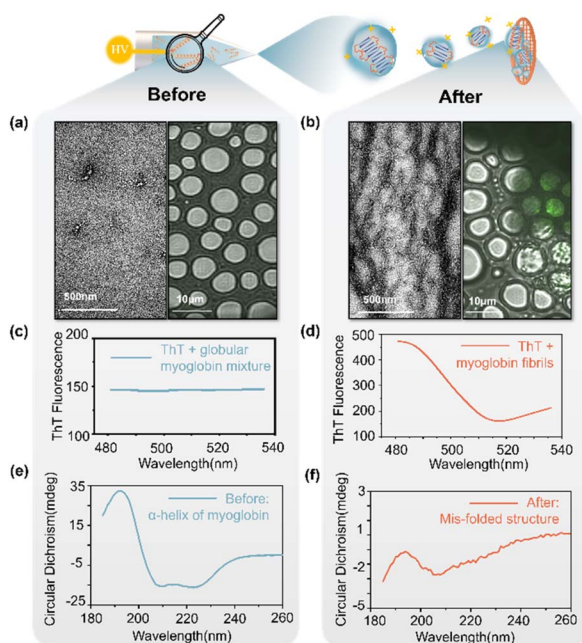 HV
Before
After
(a)
500nm
10μm
(b)
500nm
10μm
(c)
200
150
100
ThT Fluorescence
ThT + globular
myoglobin mixture
480
500
520
540
Wavelength(nm)
(d)
500
400
300
200
100
ThT Fluorescence
ThT +
myoglobin fibrils
480
500
520
540
Wavelength(nm)
(e)
35
15
-5
-25
Circular Dichroism(mdeg)
Before:
α-helix of myoglobin
180
200
220
240
260
Wavelength(nm)
(f)
3
-2
-5
Circular Dichroism(mdeg)
After:
Mis-folded structure
180
200
220
240
260
Wavelength(nm)